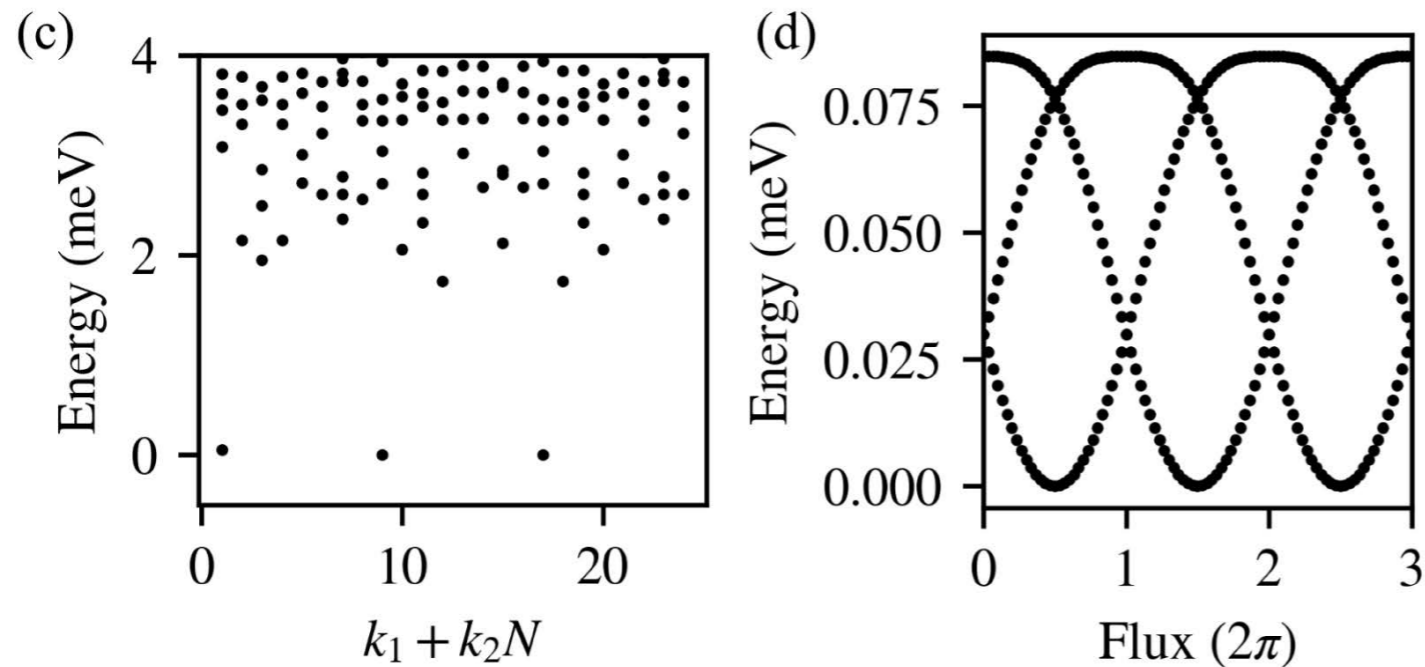 (c)
4
2
0
Energy (meV)
0
10
20
k₁ + k₂N
(d)
0.075
0.050
0.025
0.000
Energy (meV)
0
1
2
3
Flux (2π)